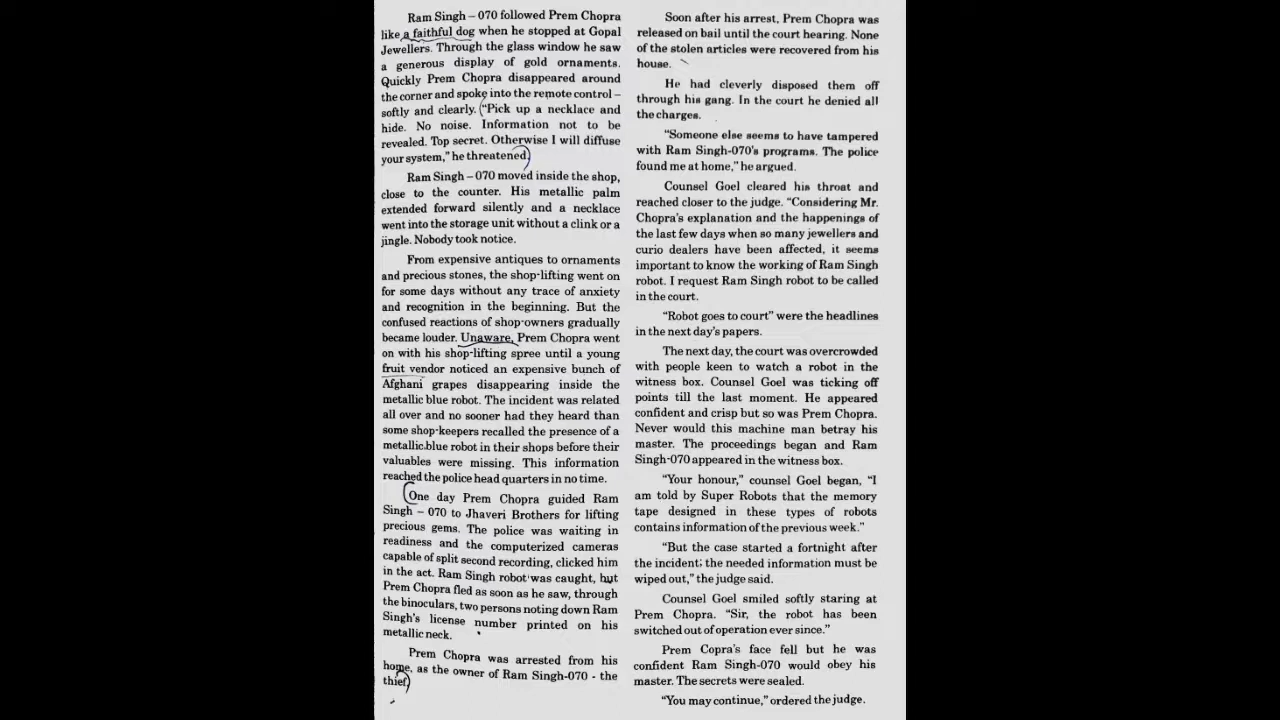 Ram Singh – 070 followed Prem Chopra
like a faithful dog when he stopped at Gopal
Jewellers. Through the glass window he saw
a generous display of gold ornaments.
Quickly Prem Chopra disappeared around
the corner and spoke into the remote control –
softly and clearly. "Pick up a necklace and
hide. No noise. Information not to be
revealed. Top secret. Otherwise I will diffuse
your system," he threatened.
Ram Singh – 070 moved inside the shop,
close to the counter. His metallic palm
extended forward silently and a necklace
went into the storage unit without a clink or a
jingle. Nobody took notice.
From expensive antiques to ornaments
and precious stones, the shop-lifting went on
for some days without any trace of anxiety
and recognition in the beginning. But the
confused reactions of shop-owners gradually
became louder. Unaware, Prem Chopra went
on with his shop-lifting spree until a young
fruit vendor noticed an expensive bunch of
Afghani grapes disappearing inside the
metallic blue robot. The incident was related
all over and no sooner had they heard than
some shop-keepers recalled the presence of a
metallic blue robot in their shops before their
valuables were missing. This information
reached the police head quarters in no time.
One day Prem Chopra guided Ram
Singh – 070 to Jhaveri Brothers for lifting
precious gems. The police was waiting in
readiness and the computerized cameras
capable of split second recording, clicked him
in the act. Ram Singh robot was caught, but
Prem Chopra fled as soon as he saw, through
the binoculars, two persons noting down Ram
Singh's license number printed on his
metallic neck.
Prem Chopra was arrested from his
home, as the owner of Ram Singh-070 - the
thief.
Soon after his arrest, Prem Chopra was
released on bail until the court hearing. None
of the stolen articles were recovered from his
house.
He had cleverly disposed them off
through his gang. In the court he denied all
the charges.
"Someone else seems to have tampered
with Ram Singh-070's programs. The police
found me at home," he argued.
Counsel Goel cleared his throat and
reached closer to the judge. "Considering Mr.
Chopra's explanation and the happenings of
the last few days when so many jewellers and
curio dealers have been affected, it seems
important to know the working of Ram Singh
robot. I request Ram Singh robot to be called
in the court.
"Robot goes to court" were the headlines
in the next day's papers.
The next day, the court was overcrowded
with people keen to watch a robot in the
witness box. Counsel Goel was ticking off
points till the last moment. He appeared
confident and crisp but so was Prem Chopra.
Never would this machine man betray his
master. The proceedings began and Ram
Singh-070 appeared in the witness box.
"Your honour," counsel Goel began, "I
am told by Super Robots that the memory
tape designed in these types of robots
contains information of the previous week."
"But the case started a fortnight after
the incident; the needed information must be
wiped out," the judge said.
Counsel Goel smiled softly staring at
Prem Chopra. "Sir, the robot has been
switched out of operation ever since."
Prem Copra's face fell but he was
confident Ram Singh-070 would obey his
master. The secrets were sealed.
"You may continue," ordered the judge.